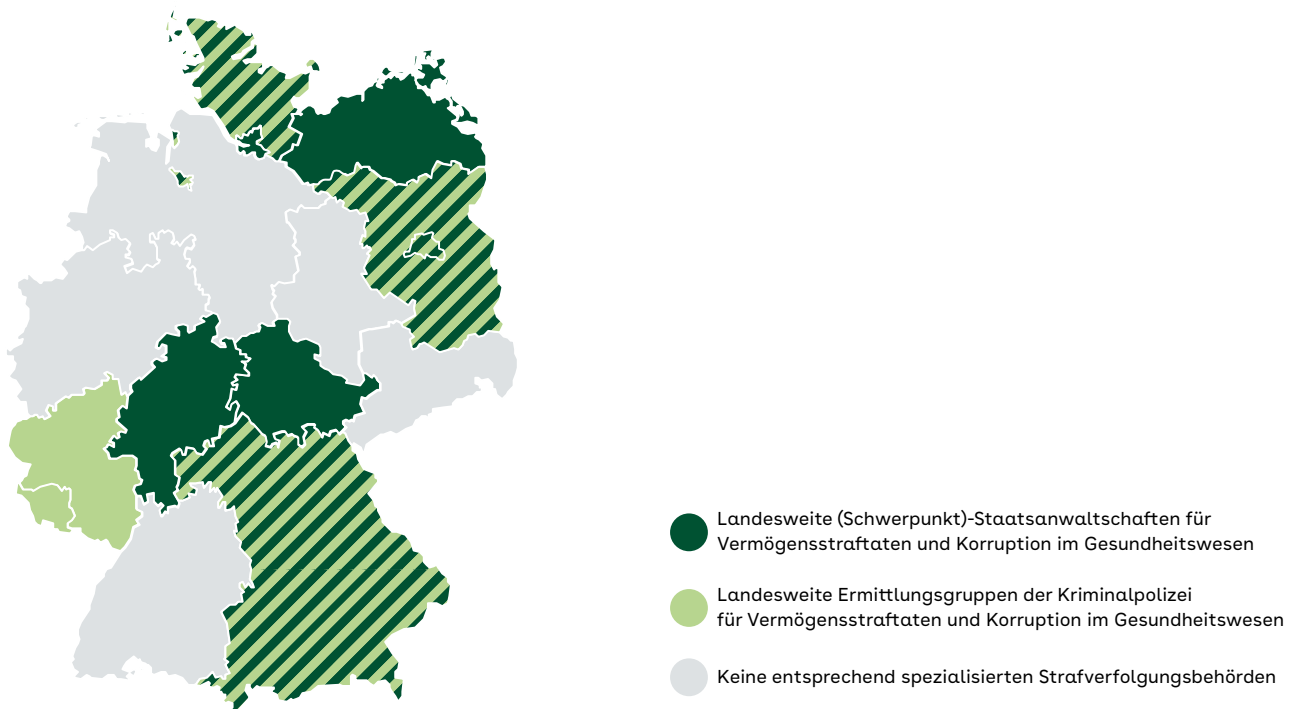 Landesweite (Schwerpunkt)-Staatsanwaltschaften für
Vermögensstraftaten und Korruption im Gesundheitswesen
Landesweite Ermittlungsgruppen der Kriminalpolizei
für Vermögensstraftaten und Korruption im Gesundheitswesen
Keine entsprechend spezialisierten Strafverfolgungsbehörden